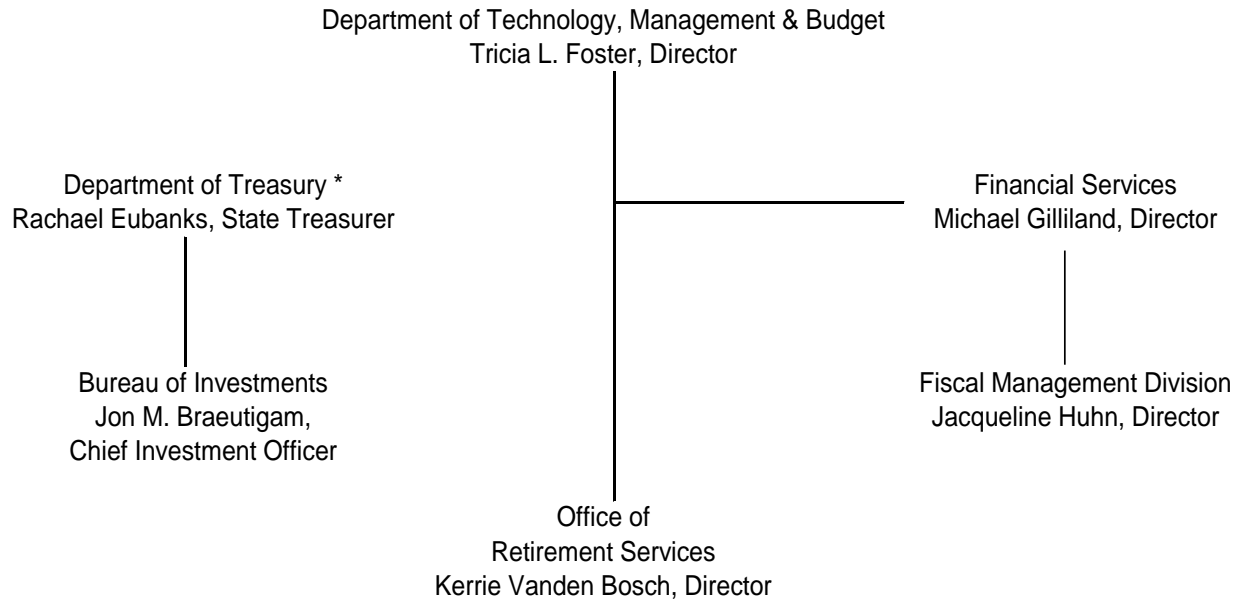 Department of Technology, Management & Budget
Tricia L. Foster, Director
Department of Treasury *
Rachael Eubanks, State Treasurer
Financial Services
Michael Gilliland, Director
Bureau of Investments
Jon M. Braeutigam,
Chief Investment Officer
Fiscal Management Division
Jacqueline Huhn, Director
Office of
Retirement Services
Kerrie Vanden Bosch, Director